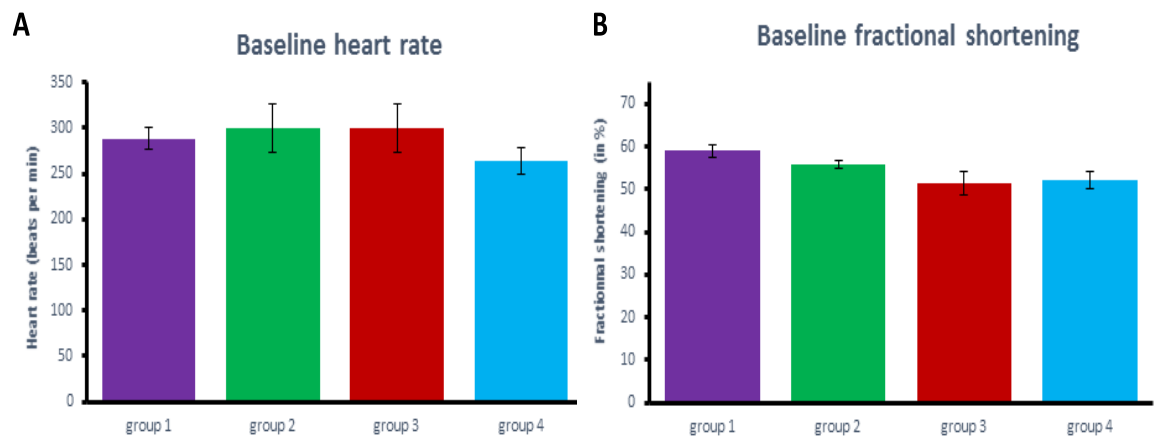 A
Baseline heart rate
Heart rate (beats per min)
350
300
250
200
150
100
50
0
group 1
group 2
group 3
group 4
B
Baseline fractional shortening
Fractionnal shortening (in %)
70
60
50
40
30
20
10
0
group 1
group 2
group 3
group 4